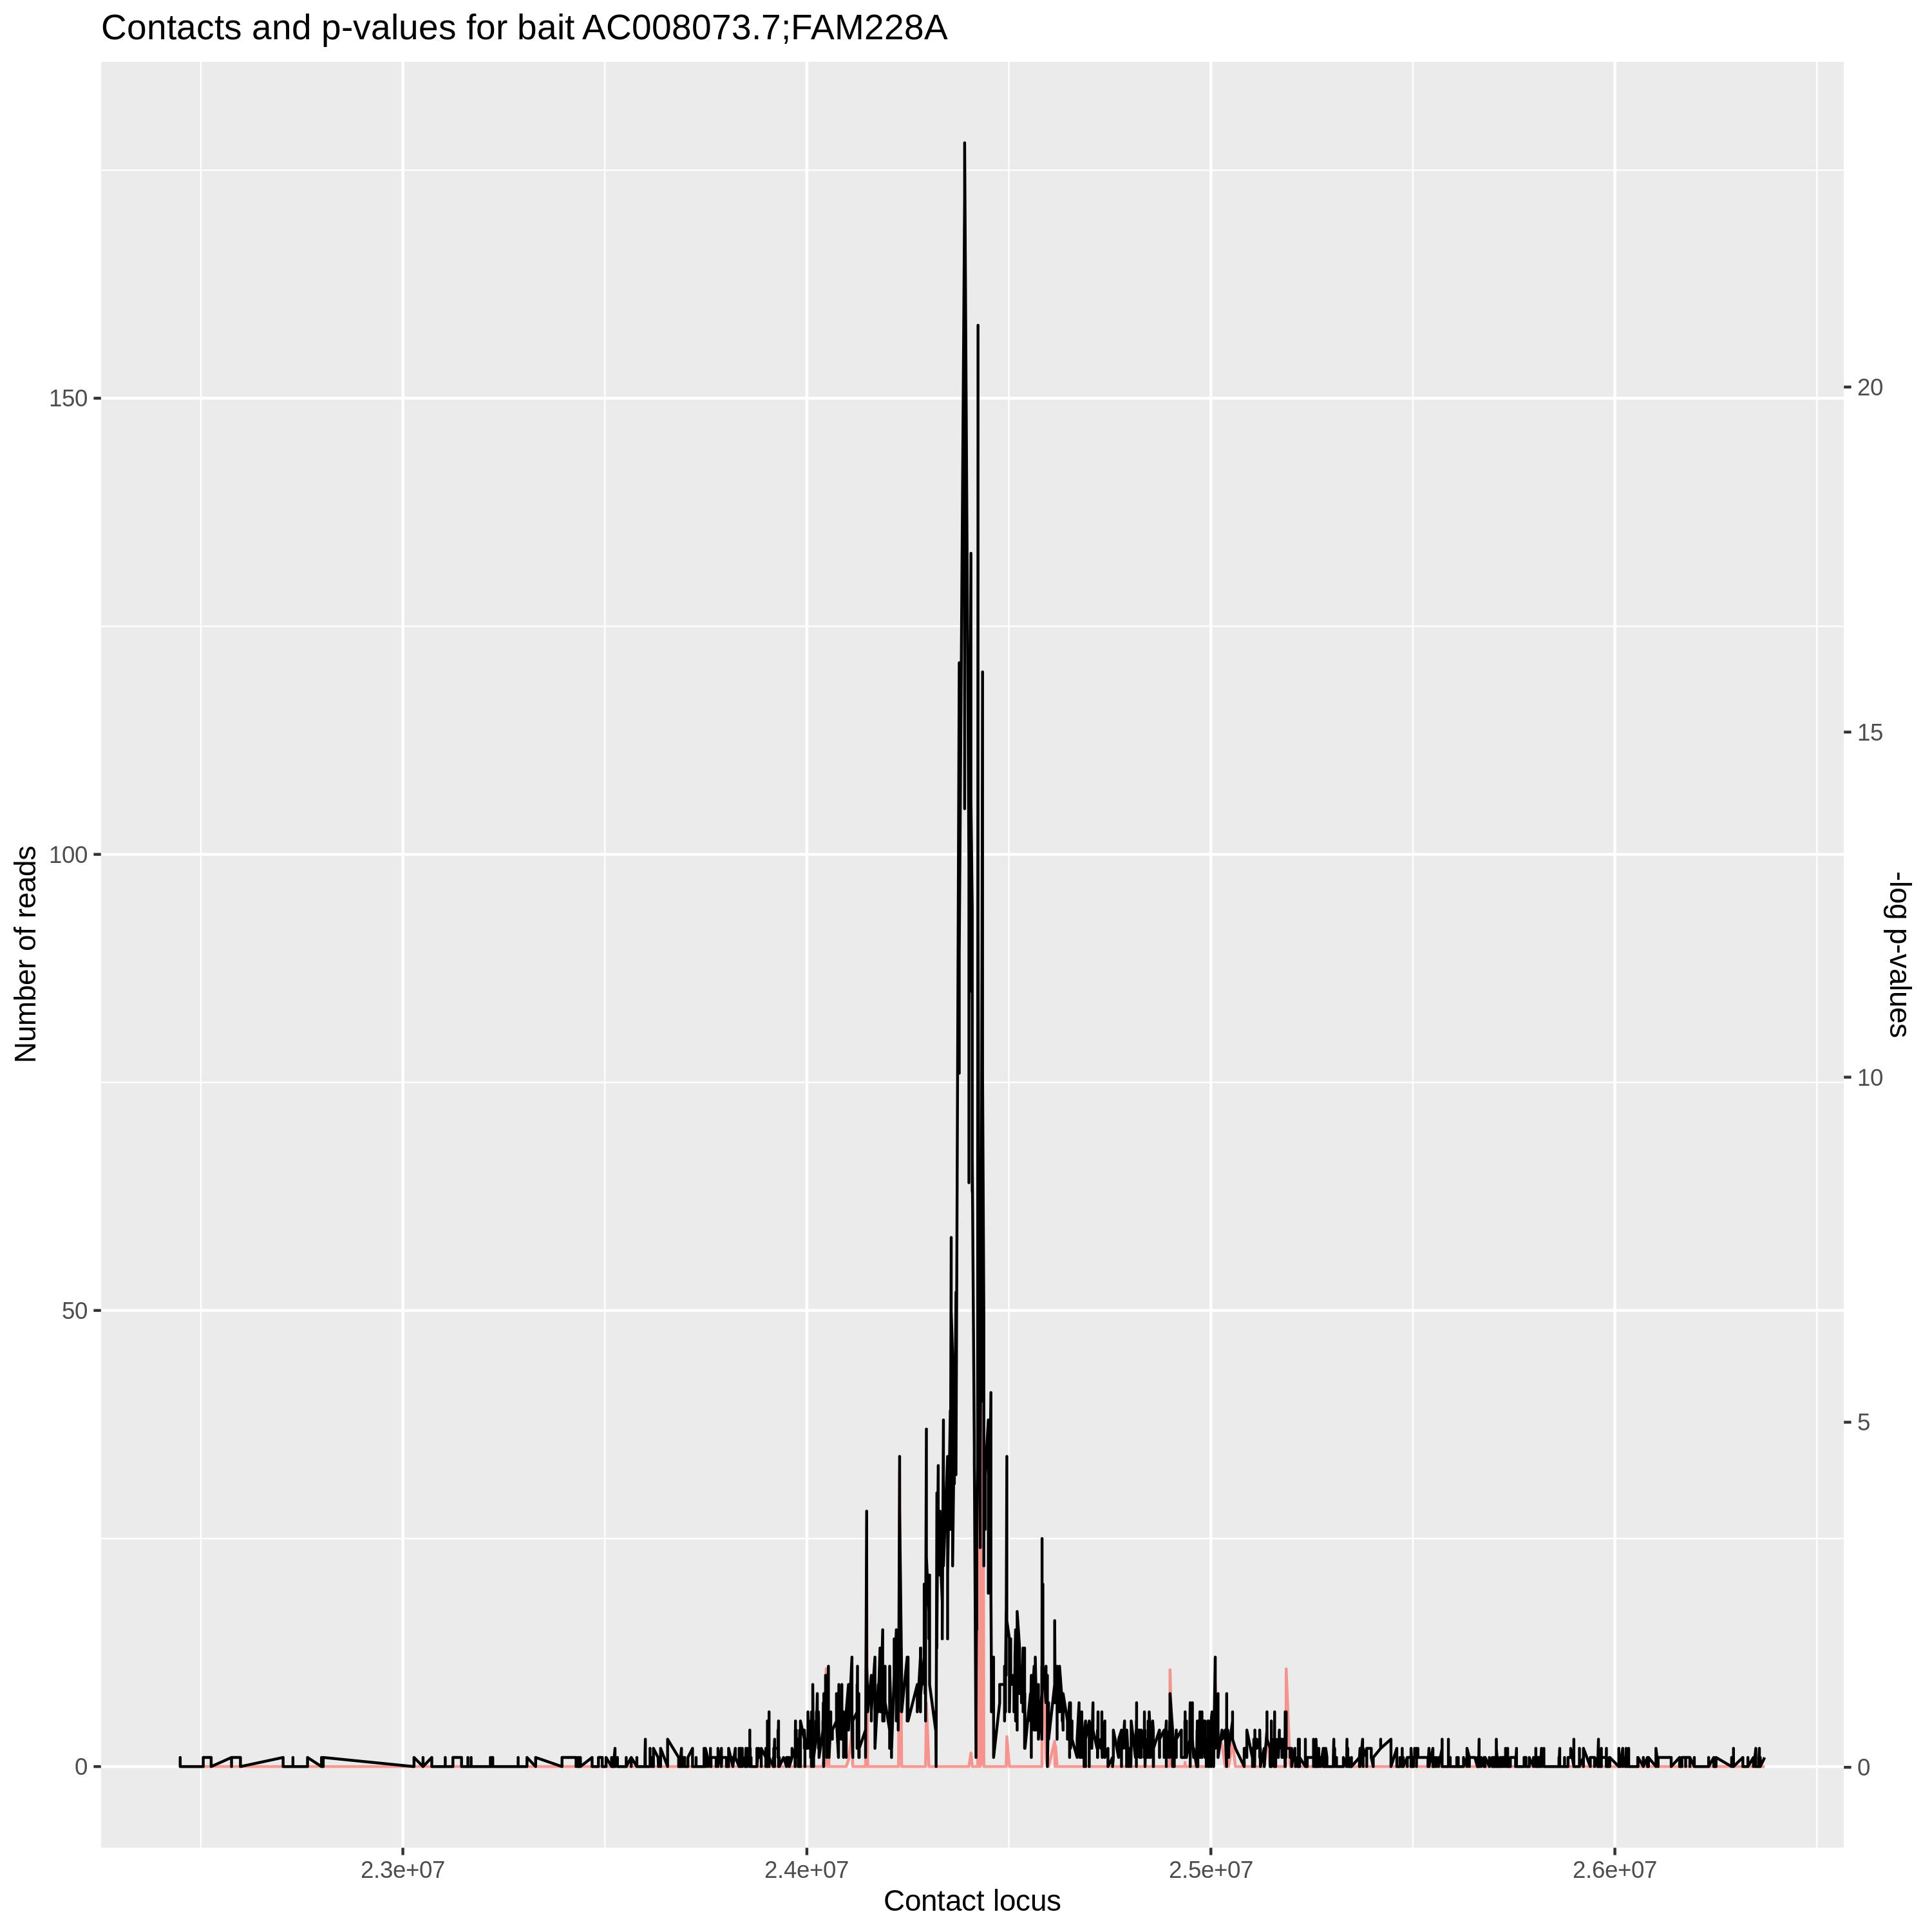 Contacts and p-values for bait AC008073.7;FAM228A
150
100
50
0
Number of reads
20
15
10
5
0
-log p-values
2.3e+07
2.4e+07
2.5e+07
2.6e+07
Contact locus